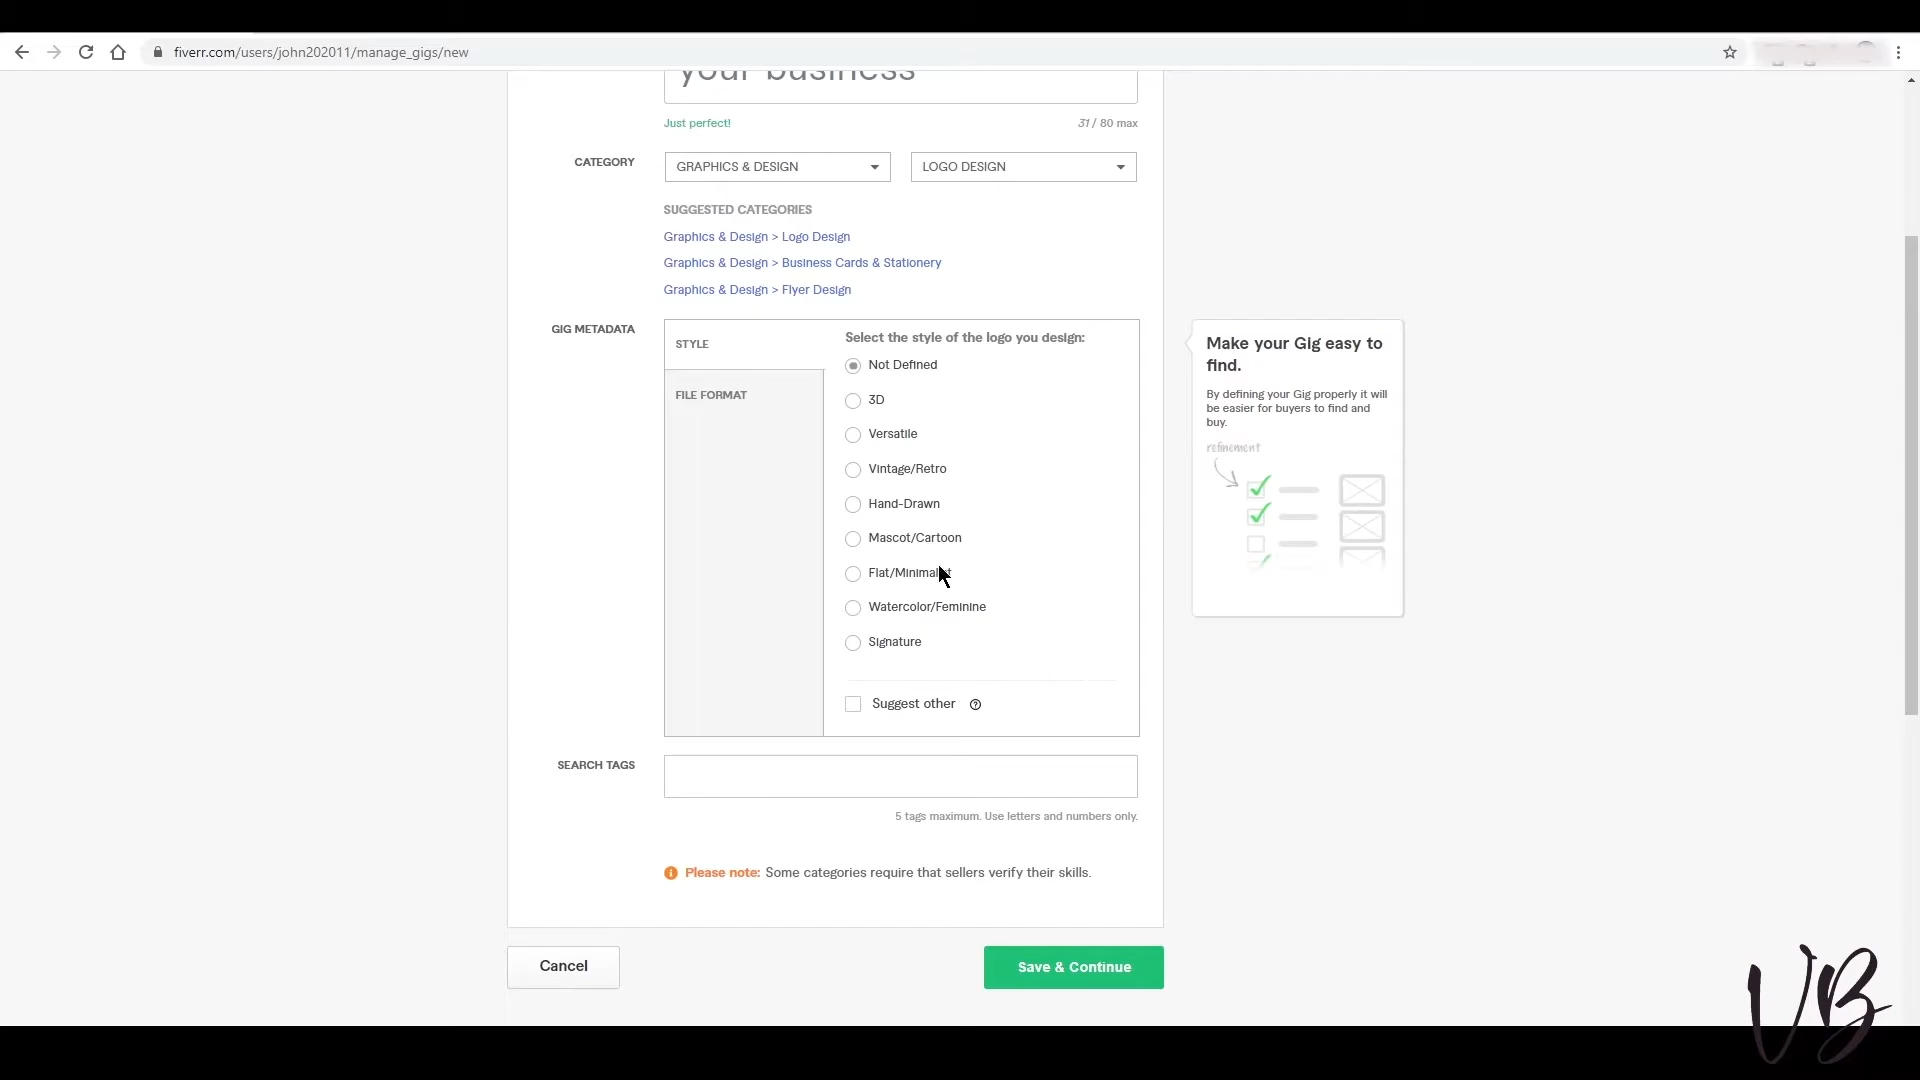 fiverr.com/users/john202011/manage_gigs/new
your business
Just perfect!
31 / 80 max
CATEGORY
GRAPHICS & DESIGN
LOGO DESIGN
SUGGESTED CATEGORIES
Graphics & Design > Logo Design
Graphics & Design > Business Cards & Stationery
Graphics & Design > Flyer Design
GIG METADATA
STYLE
FILE FORMAT
Select the style of the logo you design:
Not Defined
3D
Versatile
Vintage/Retro
Hand-Drawn
Mascot/Cartoon
Flat/Minimalist
Watercolor/Feminine
Signature
Suggest other
Make your Gig easy to
find.
By defining your Gig properly it will
be easier for buyers to find and
buy.
refinement
SEARCH TAGS
5 tags maximum. Use letters and numbers only.
Please note: Some categories require that sellers verify their skills.
Cancel
Save & Continue
VB